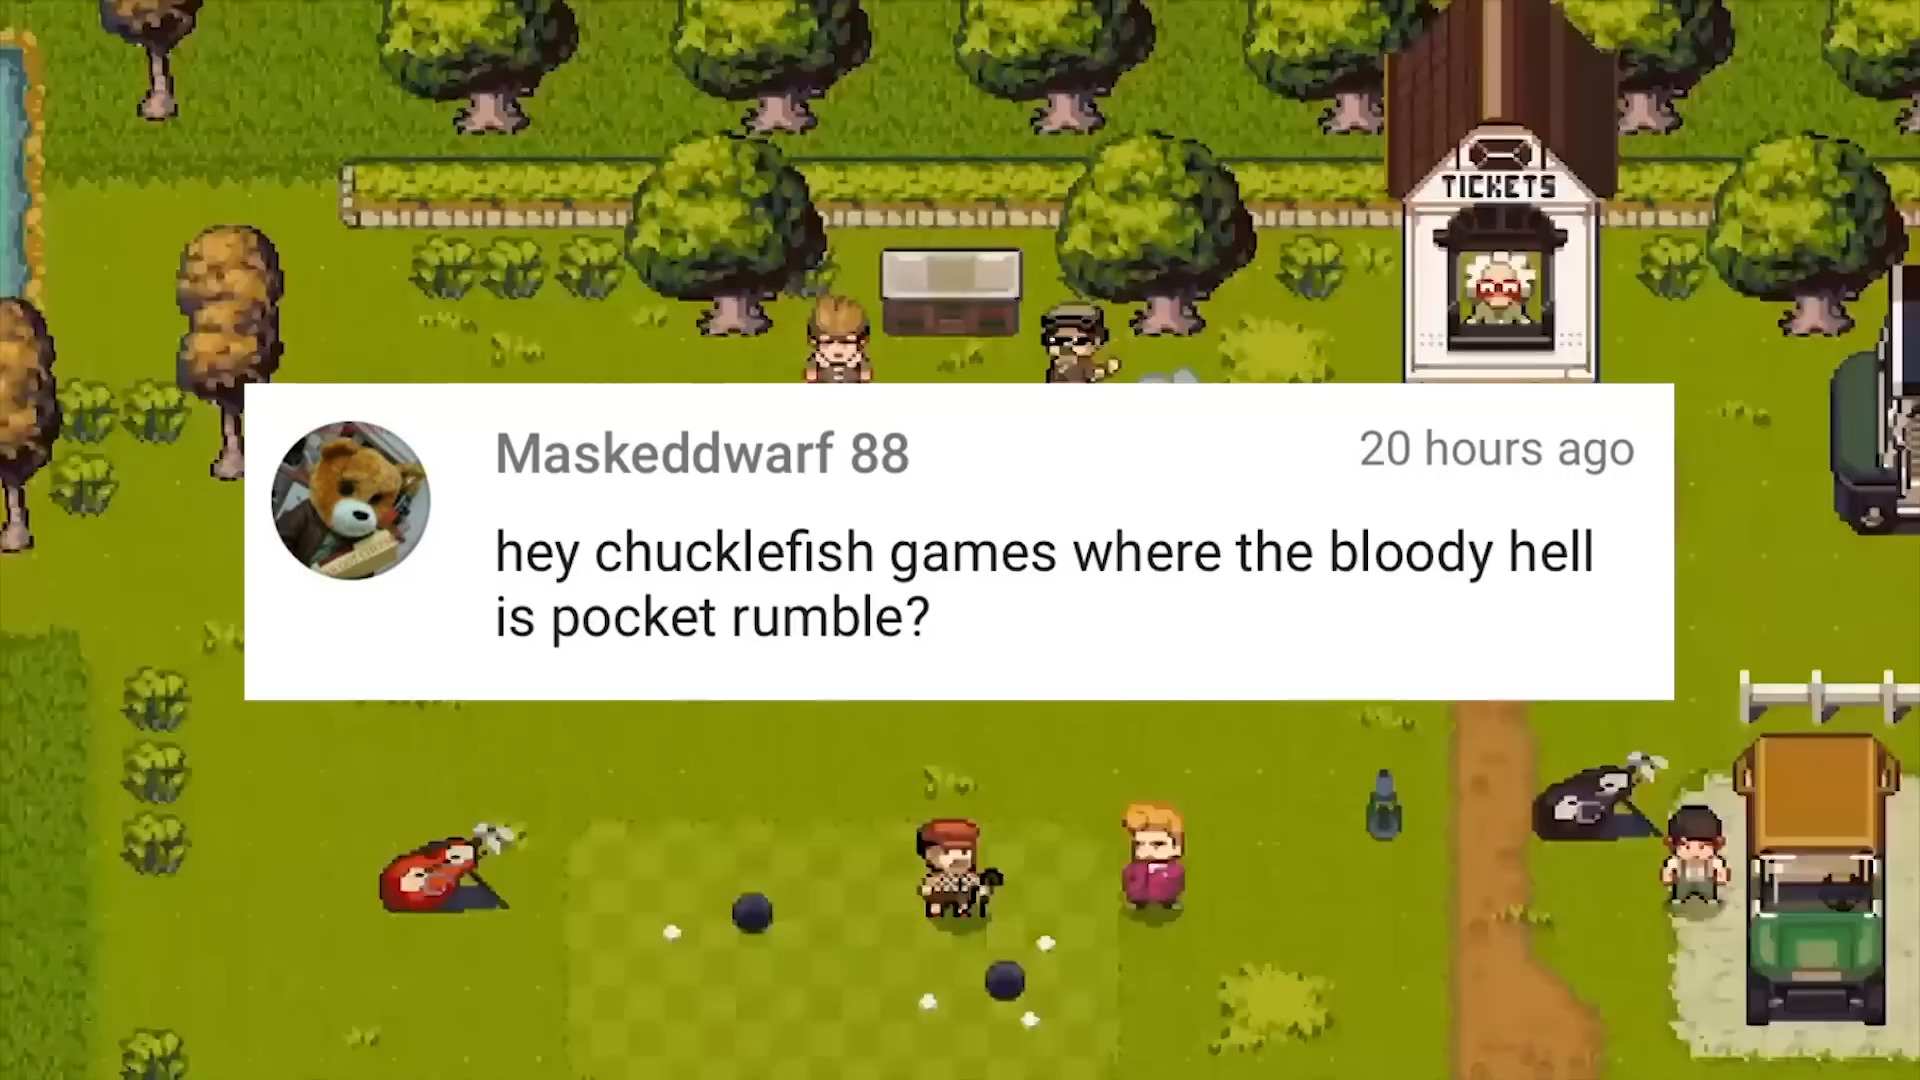 TICKETS
Maskeddwarf 88
20 hours ago
hey chucklefish games where the bloody hell
is pocket rumble?